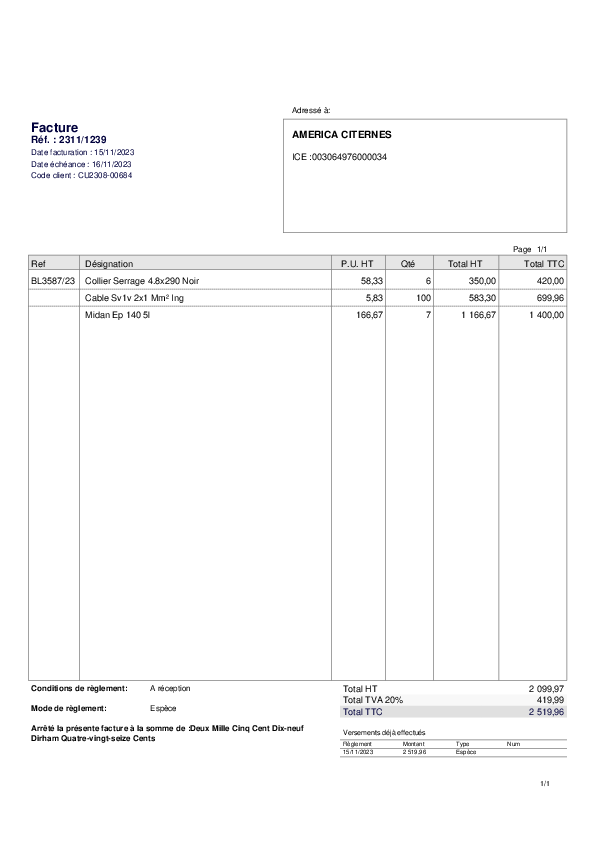 Adressé à:
Facture
Réf. : 2311/1239
Date facturation : 15/11/2023
Date échéance : 16/11/2023
Code client : CU2308-00684
AMERICA CITERNES
ICE :003064976000034
Page 1/1
Ref Désignation P.U. HT Qté Total HT Total TTC
BL3587/23 Collier Serrage 4.8x290 Noir 58,33 6 350,00 420,00
Cable Sv1v 2x1 Mm² Ing 5,83 100 583,30 699,96
Midan Ep 140 5l 166,67 7 1 166,67 1 400,00
Conditions de règlement: A réception
Mode de règlement: Espèce
Arrêté la présente facture à la somme de :Deux Mille Cinq Cent Dix-neuf
Dirham Quatre-vingt-seize Cents
Total HT 2 099,97
Total TVA 20% 419,99
Total TTC 2 519,96
Versements déjà effectués
Règlement Montant Type Num
15/11/2023 2 519,96 Espèce
1/1